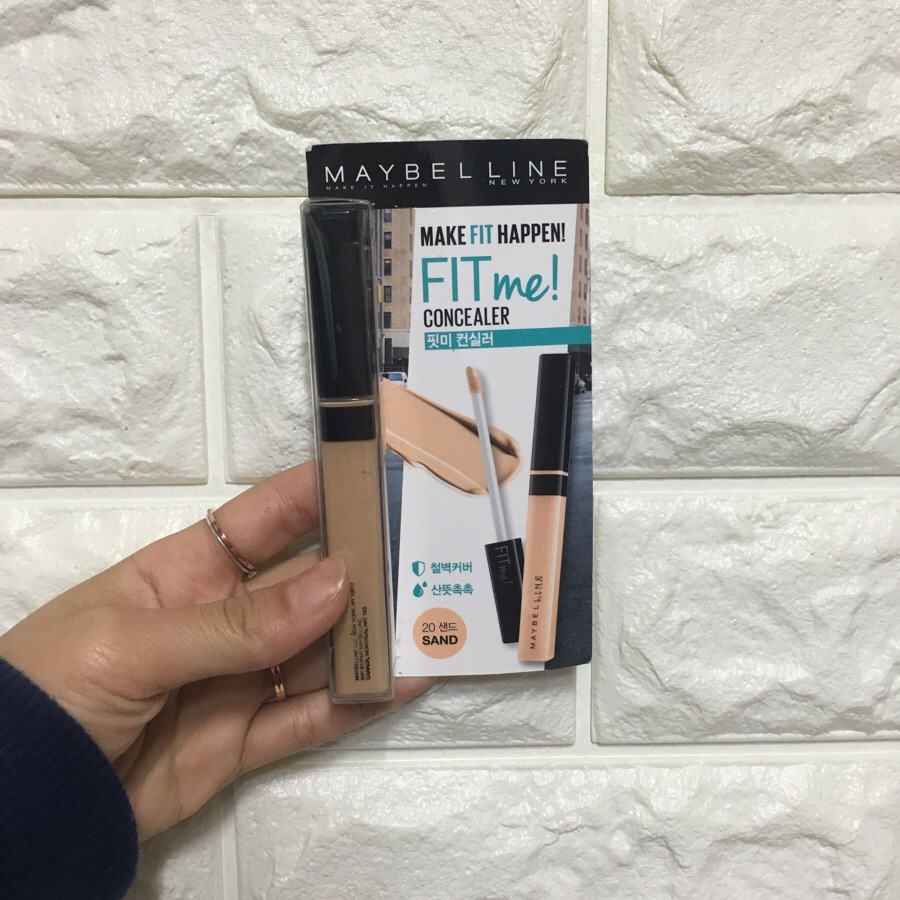 MAYBELLINE
MAKE IT HAPPEN
NEW YORK
MAKE FIT HAPPEN!
FIT me!
CONCEALER
핏미 컨실러
FIT me!
철벽커버
산뜻촉촉
20 샌드
SAND
MAYBELLINE